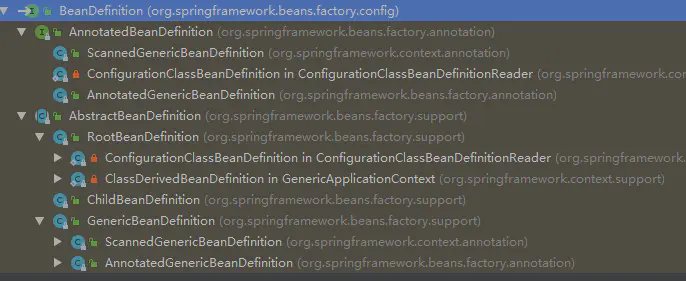 BeanDefinition (org.springframework.beans.factory.config)
AnnotatedBeanDefinition (org.springframework.beans.factory.annotation)
ScannedGenericBeanDefinition (org.springframework.context.annotation)
ConfigurationClassBeanDefinition in ConfigurationClassBeanDefinitionReader (org.springframework.co
AnnotatedGenericBeanDefinition (org.springframework.beans.factory.annotation)
AbstractBeanDefinition (org.springframework.beans.factory.support)
RootBeanDefinition (org.springframework.beans.factory.support)
ConfigurationClassBeanDefinition in ConfigurationClassBeanDefinitionReader (org.springframework.
ClassDerivedBeanDefinition in GenericApplicationContext (org.springframework.context.support)
ChildBeanDefinition (org.springframework.beans.factory.support)
GenericBeanDefinition (org.springframework.beans.factory.support)
ScannedGenericBeanDefinition (org.springframework.context.annotation)
AnnotatedGenericBeanDefinition (org.springframework.beans.factory.annotation)